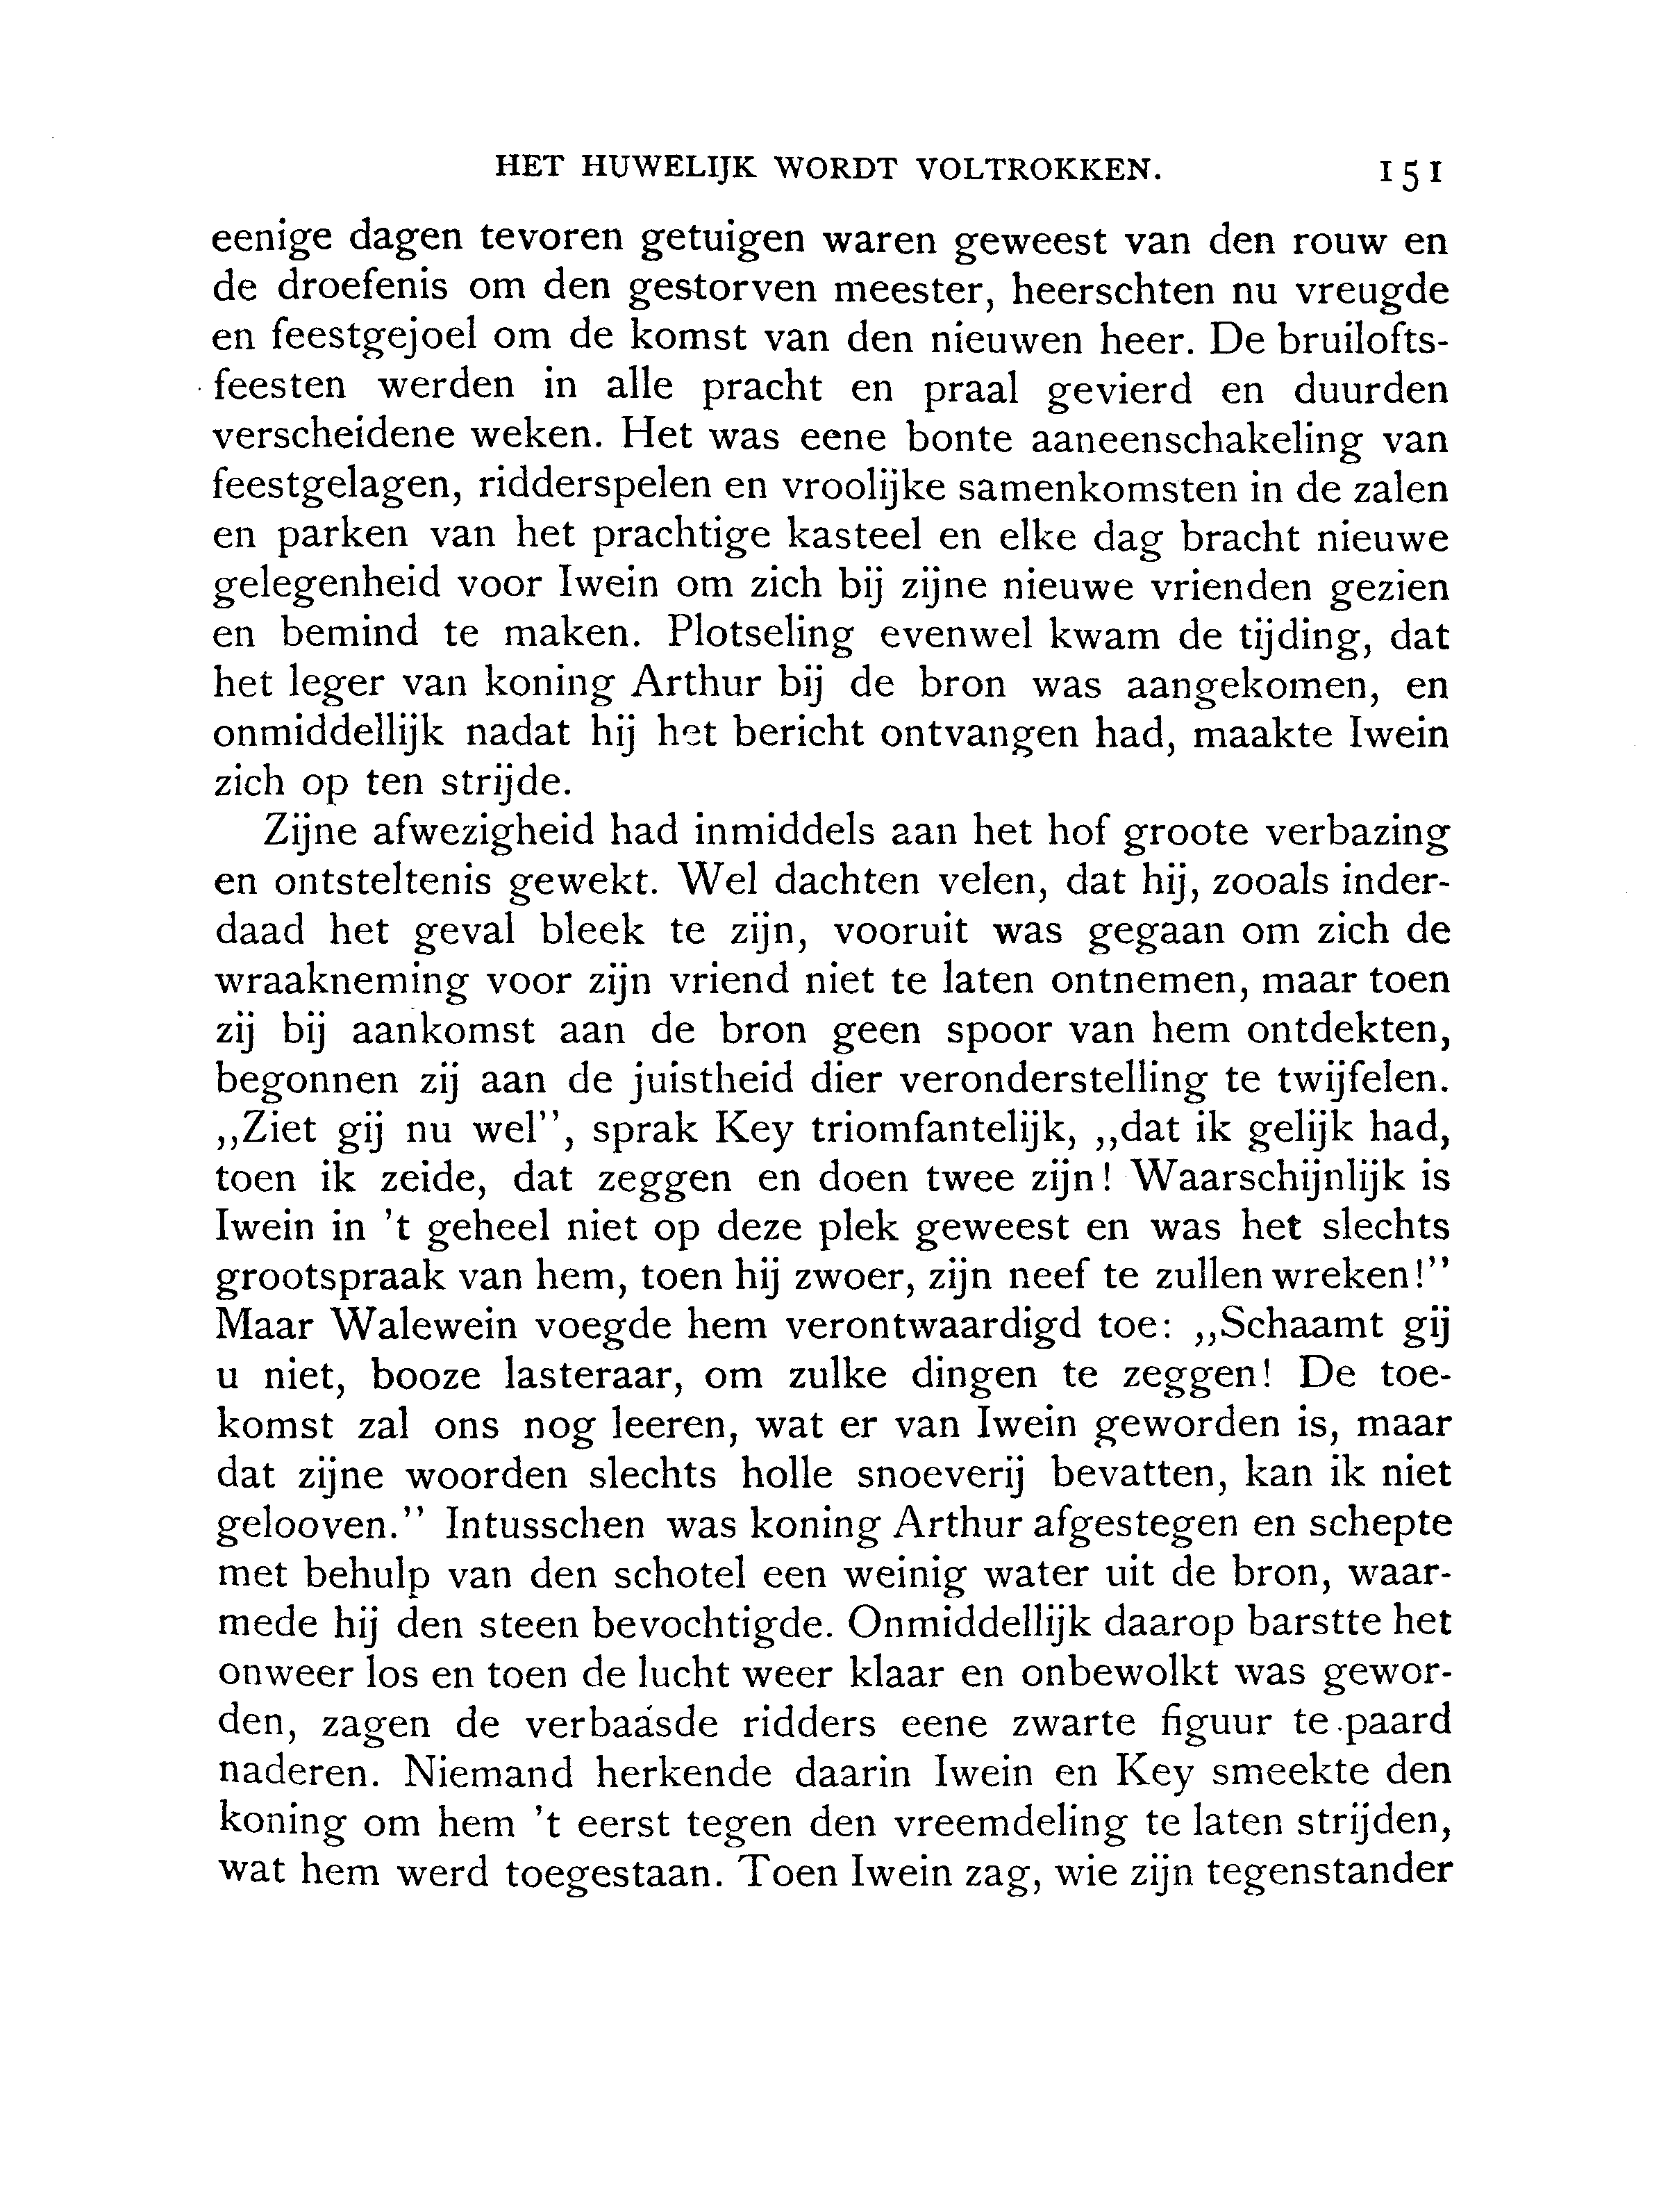 HET HUWELIJK WORDT VOLTROKKEN. 151
eenige dagen tevoren getuigen waren geweest van den rouw en
de droefenis om den gestorven meester, heerschten nu vreugde
en feestgejoel om de komst van den nieuwen heer. De bruilofts-
feesten werden in alle pracht en praal gevierd en duurden
verscheidene weken. Het was eene bonte aaneenschakeling van
feestgelagen, ridderspelen en vroolijke samenkomsten in de zalen
en parken van het prachtige kasteel en elke dag bracht nieuwe
gelegenheid voor Iwein om zich bij zijne nieuwe vrienden gezien
en bemind te maken. Plotseling evenwel kwam de tijding, dat
het leger van koning Arthur bij de bron was aangekomen, en
onmiddellijk nadat hij het bericht ontvangen had, maakte Iwein
zich op ten strijde.
Zijne afwezigheid had inmiddels aan het hof groote verbazing
en ontsteltenis gewekt. Wel dachten velen, dat hij, zooals inder-
daad het geval bleek te zijn, vooruit was gegaan om zich de
wraakneming voor zijn vriend niet te laten ontnemen, maar toen
zij bij aankomst aan de bron geen spoor van hem ontdekten,
begonnen zij aan de juistheid dier veronderstelling te twijfelen.
„Ziet gij nu wel”, sprak Key triomfantelijk, „dat ik gelijk had,
toen ik zeide, dat zeggen en doen twee zijn! Waarschijnlijk is
Iwein in 't geheel niet op deze plek geweest en was het slechts
grootspraak van hem, toen hij zwoer, zijn neef te zullen wreken!”
Maar Walewein voegde hem verontwaardigd toe: „Schaamt gij
u niet, booze lasteraar, om zulke dingen te zeggen! De toe-
komst zal ons nog leeren, wat er van Iwein geworden is, maar
dat zijne woorden slechts holle snoeverij bevatten, kan ik niet
gelooven.” Intusschen was koning Arthur afgestegen en schepte
met behulp van den schotel een weinig water uit de bron, waar-
mede hij den steen bevochtigde. Onmiddellijk daarop barstte het
onweer los en toen de lucht weer klaar en onbewolkt was gewor-
den, zagen de verbaasde ridders eene zwarte figuur te paard
naderen. Niemand herkende daarin Iwein en Key smeekte den
koning om hem 't eerst tegen den vreemdeling te laten strijden,
wat hem werd toegestaan. Toen Iwein zag, wie zijn tegenstander